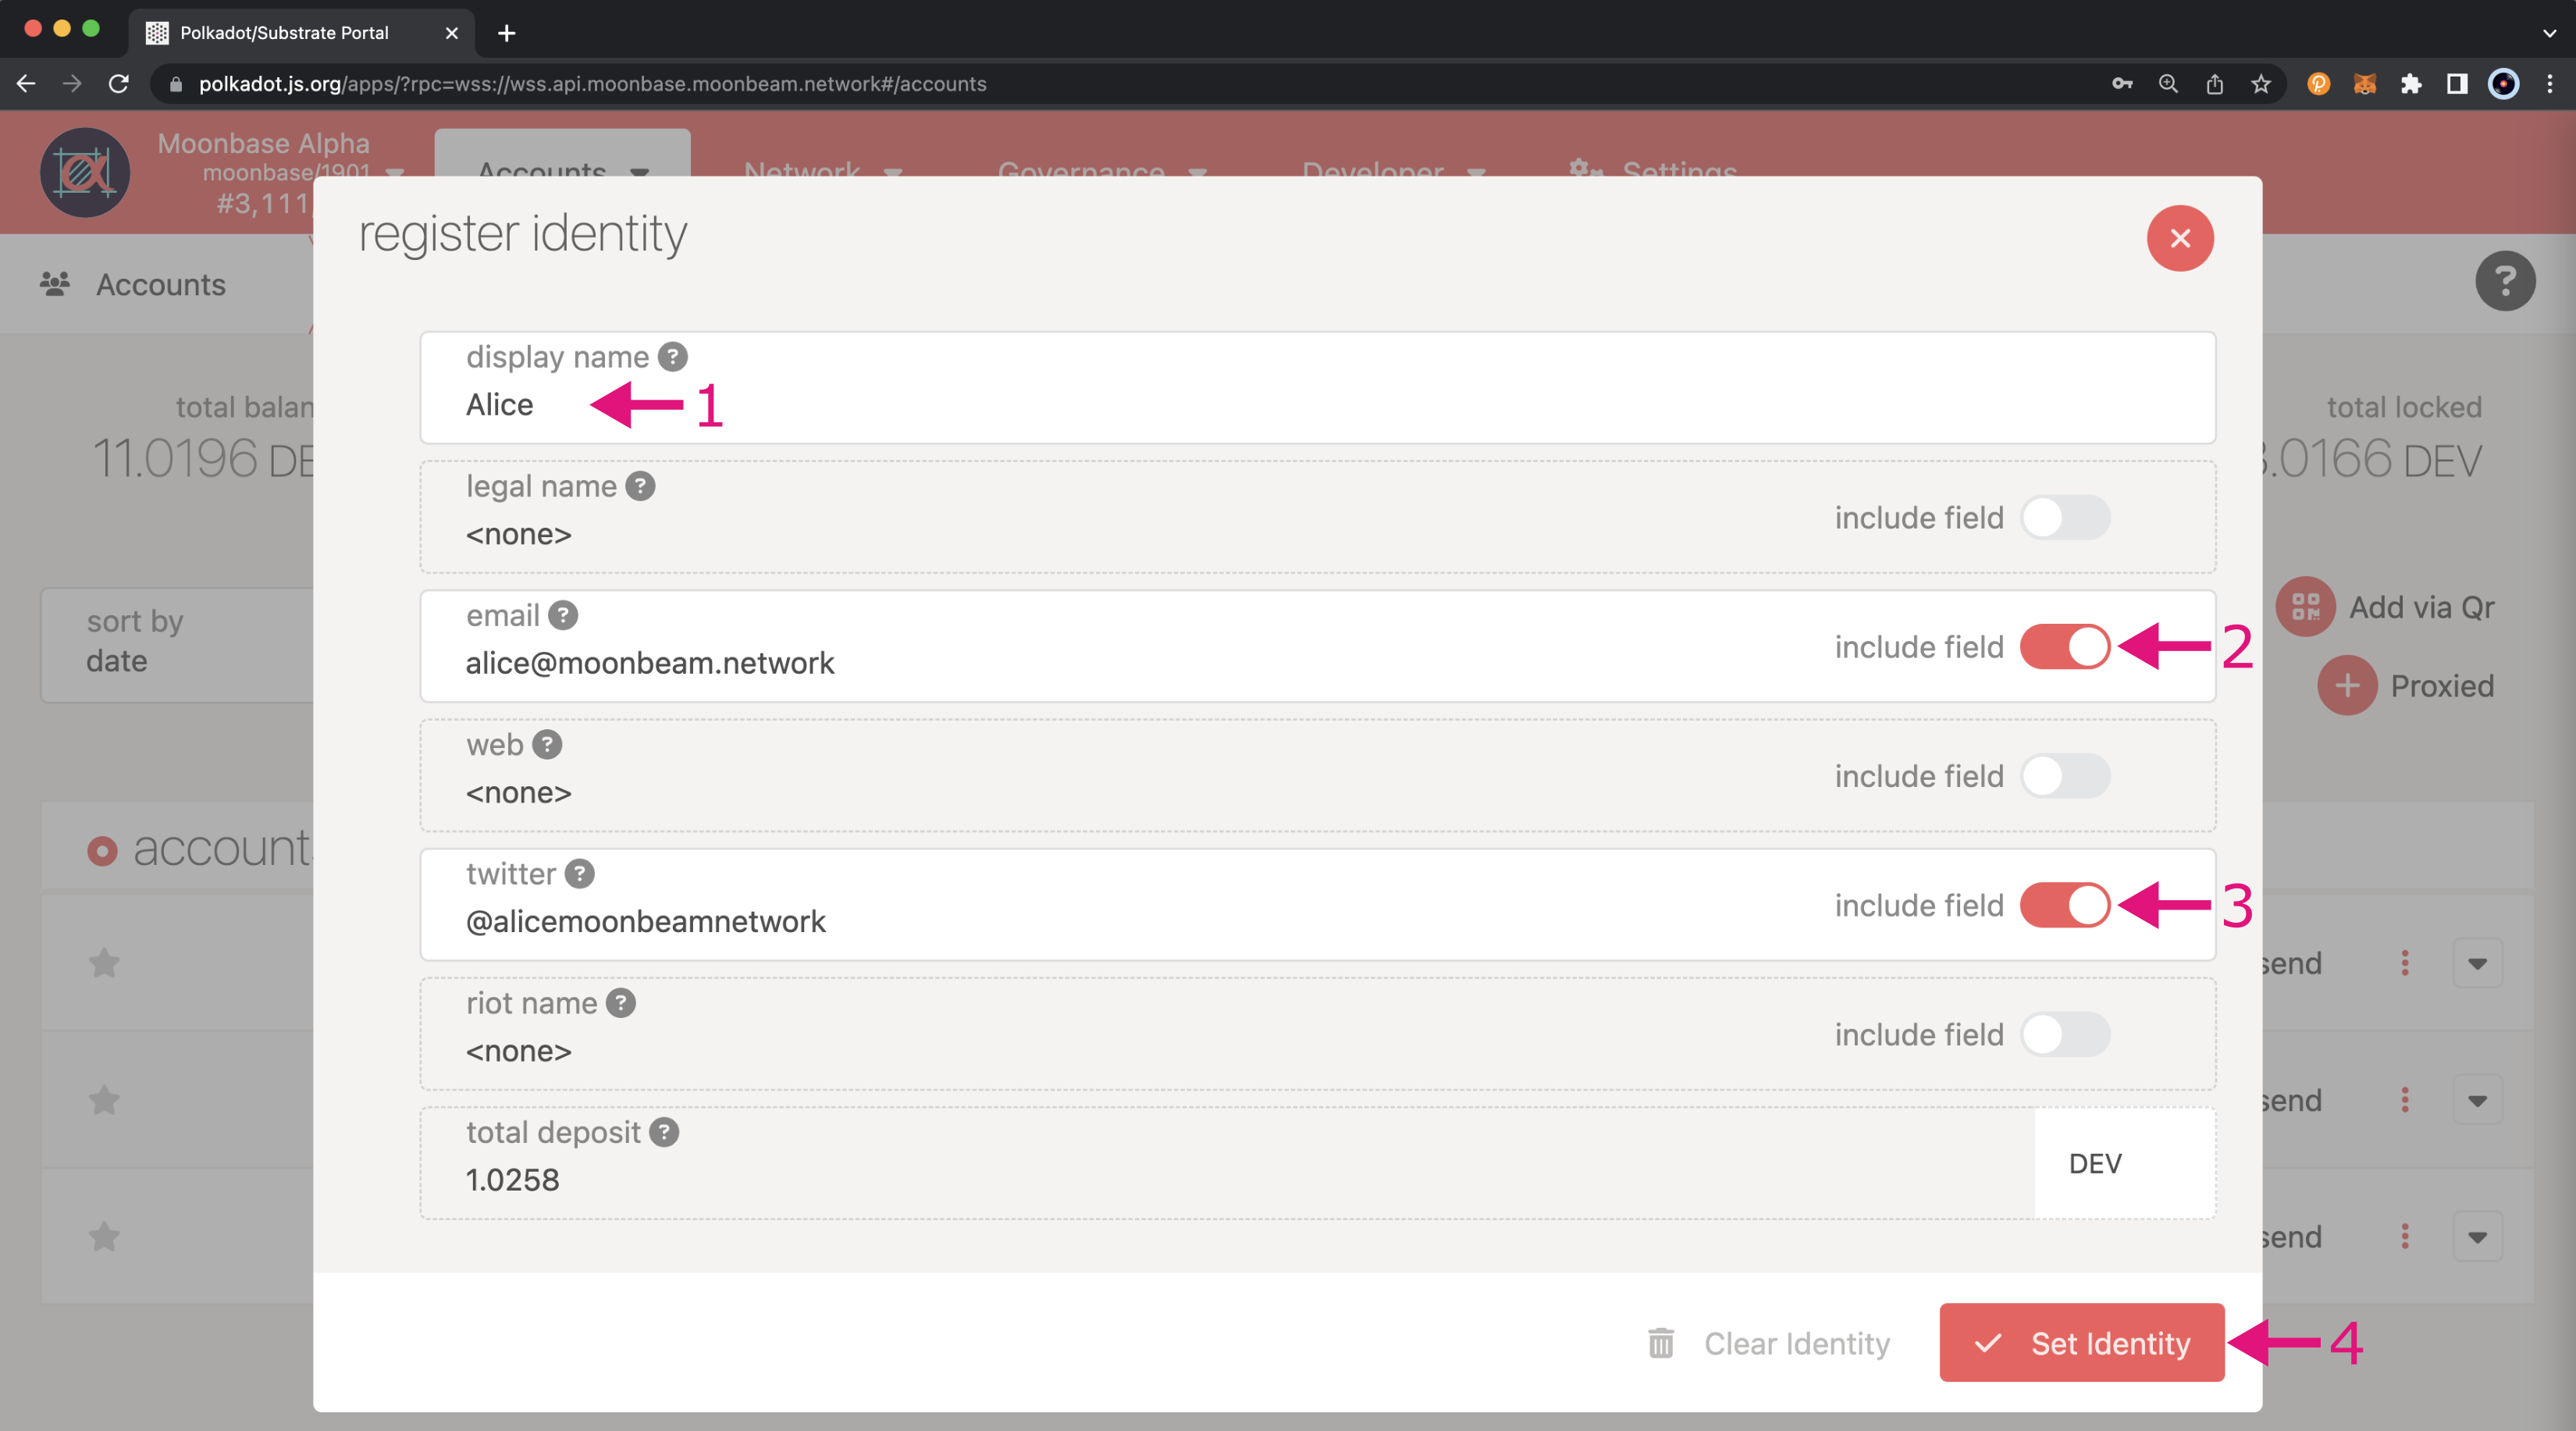 Polkadot/Substrate Portal
polkadot.js.org/apps/?rpc=wss://wss.api.moonbase.moonbeam.network#/accounts
Moonbase Alpha
moonbase/1901
#3,111,
Accounts
Network
Governance
Developer
Settings
register identity
Accounts
?
display name ?
Alice
1
total balan
11.0196 DE
total locked
.0166 DEV
legal name ?
<none>
include field
email ?
alice@moonbeam.network
include field
2
sort by
date
Add via Qr
Proxied
web ?
<none>
include field
account
twitter ?
@alicemoonbeamnetwork
include field
3
send
riot name ?
<none>
include field
send
total deposit ?
1.0258
DEV
send
Clear Identity
Set Identity
4